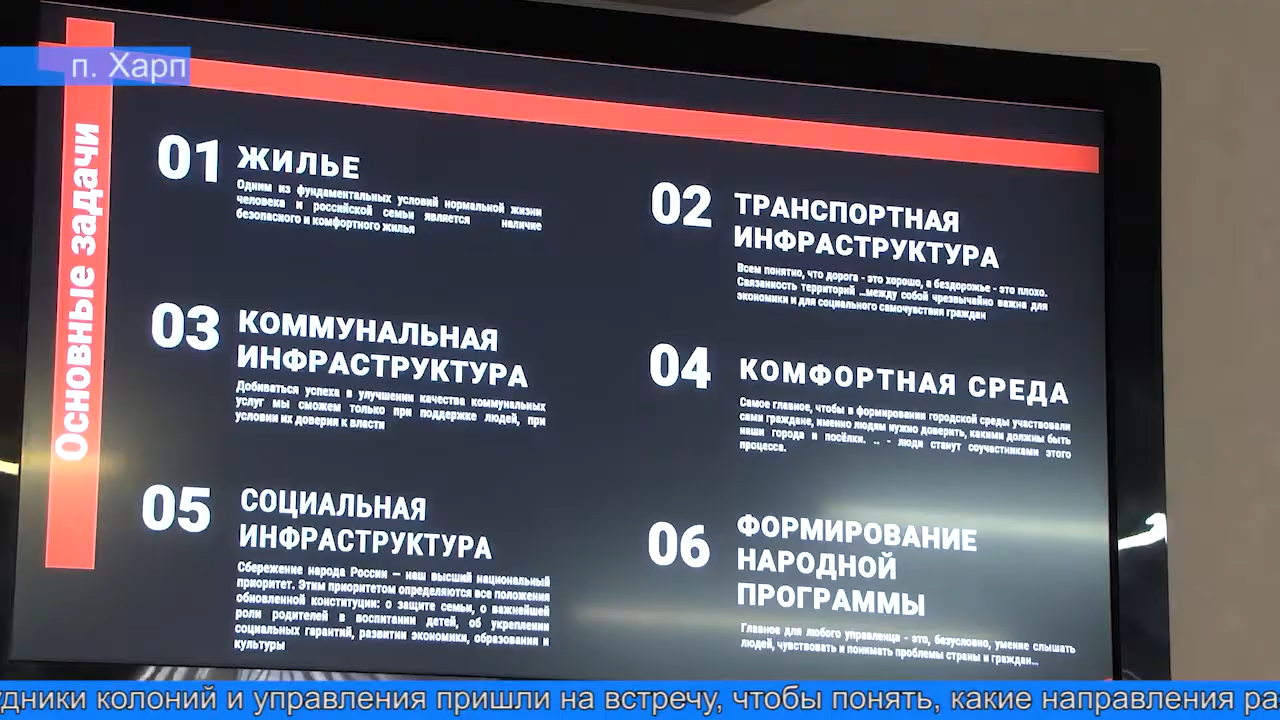 п. Харп
Основные задачи
01
ЖИЛЬЕ
Одним из фундаментальных условий нормальной жизни
человека и российской семьи является наличие
безопасного и комфортного жилья
02
ТРАНСПОРТНАЯ
ИНФРАСТРУКТУРА
Всем понятно, что дорога - это хорошо, а бездорожье - это плохо.
Связанность территорий ...между собой чрезвычайно важна для
экономики и для социального самочувствия граждан
03
КОММУНАЛЬНАЯ
ИНФРАСТРУКТУРА
Добиваться успеха в улучшении качества коммунальных
услуг мы сможем только при поддержке людей, при
условии их доверия к власти
04
КОМФОРТНАЯ СРЕДА
Самое главное, чтобы в формировании городской среды участвовали
сами граждане, именно людям нужно доверить, какими должны быть
наши города и посёлки. .. - люди станут соучастниками этого
процесса.
05
СОЦИАЛЬНАЯ
ИНФРАСТРУКТУРА
Сбережение народа России — наш высший национальный
приоритет. Этим приоритетом определяются все положения
обновленной конституции: о защите семьи, о важнейшей
роли родителей в воспитании детей, об укреплении
социальных гарантий, развитии экономики, образования и
культуры
06
ФОРМИРОВАНИЕ
НАРОДНОЙ
ПРОГРАММЫ
Главное для любого управленца - это, безусловно, умение слышать
людей, чувствовать и понимать проблемы страны и граждан...
удники колоний и управления пришли на встречу, чтобы понять, какие направления ра